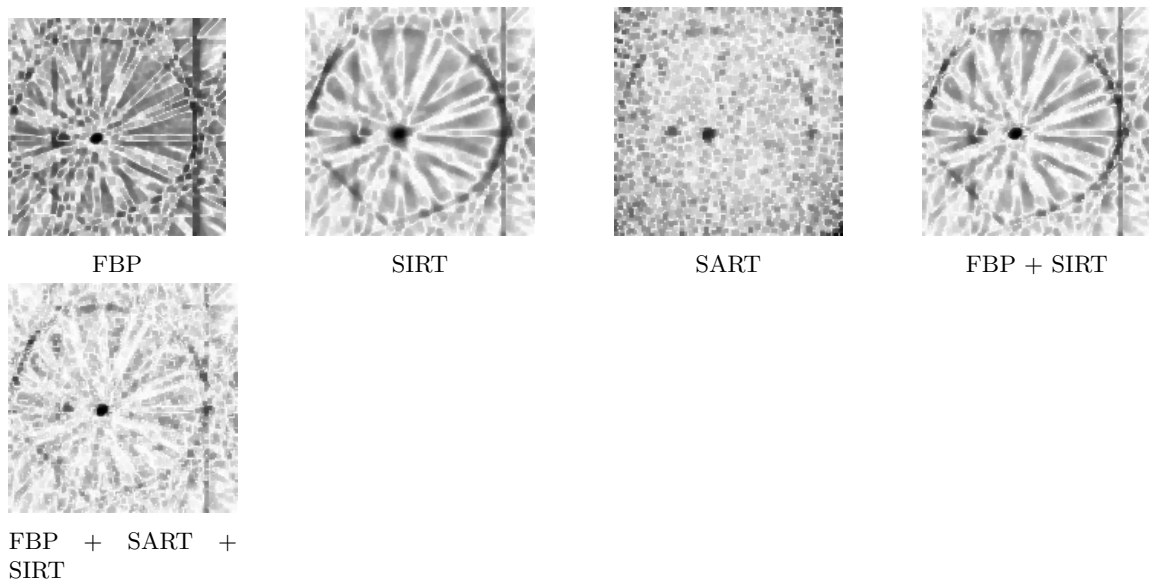 FBP
SIRT
SART
FBP + SIRT
FBP + SART +
SIRT